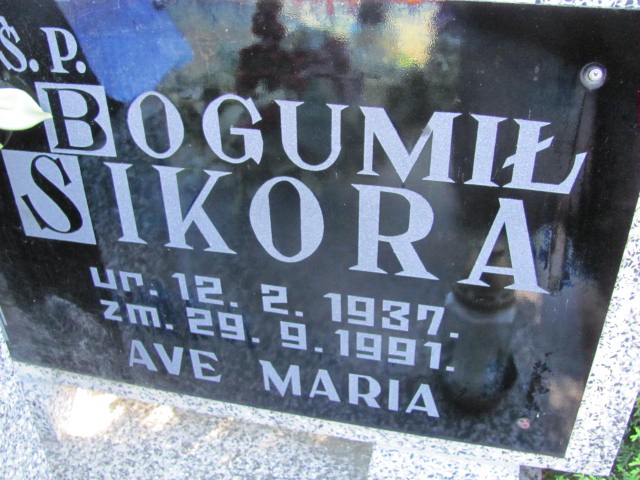 Ś.P.
BOGUMIŁ
SIKORA
ur. 12. 2. 1937.
zm. 29. 9. 1991.
AVE MARIA